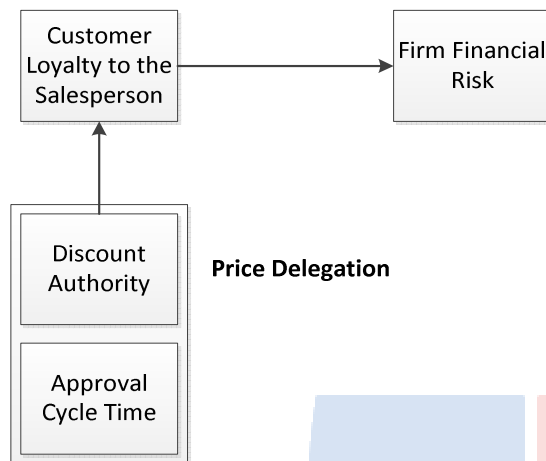 Customer
Loyalty to the
Salesperson
Firm Financial
Risk
Discount
Authority
Price Delegation
Approval
Cycle Time